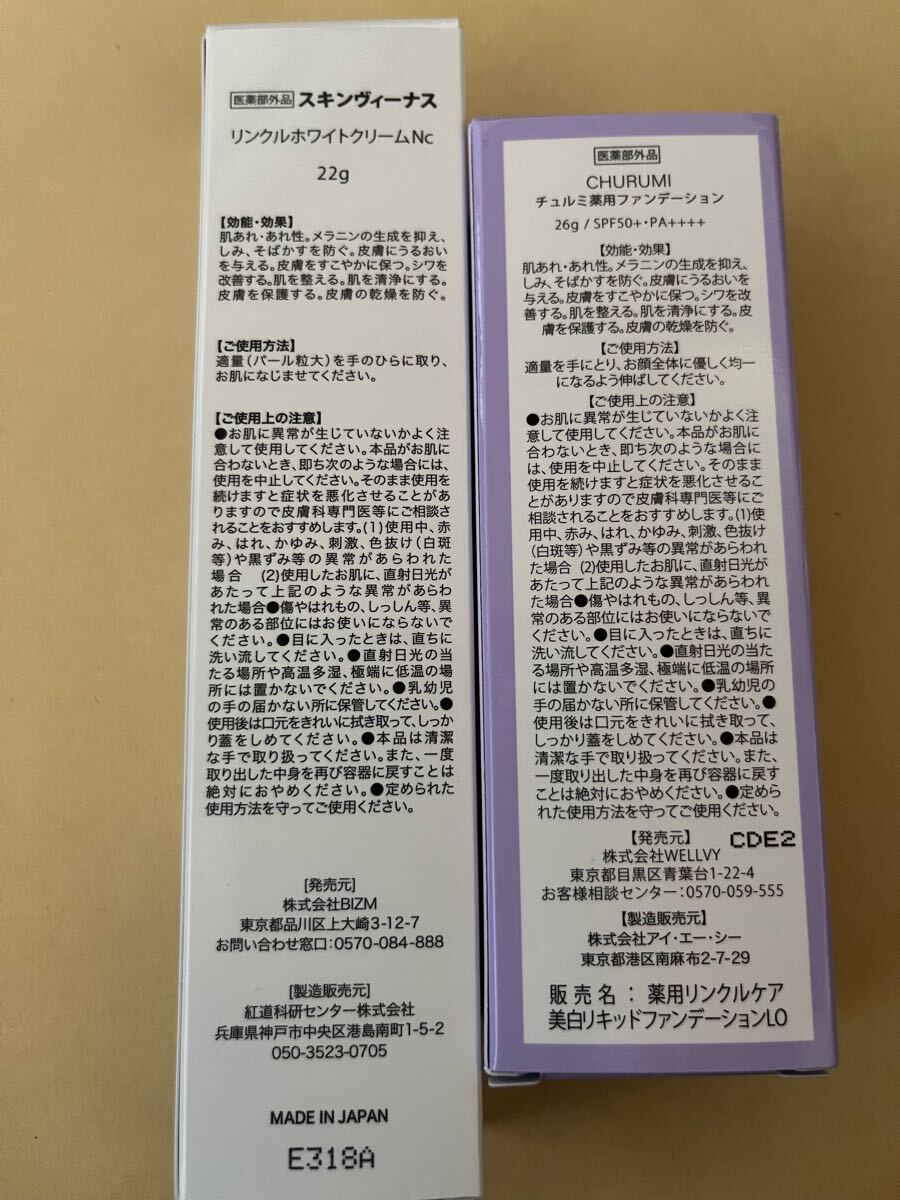 医薬部外品 スキンヴィーナス
リンクルホワイトクリームNc
22g
【効能・効果】
肌あれ・あれ性。メラニンの生成を抑え、
しみ、そばかすを防ぐ。皮膚にうるおい
を与える。皮膚をすこやかに保つ。シワを
改善する。肌を整える。肌を清浄にする。
皮膚を保護する。皮膚の乾燥を防ぐ。
【ご使用方法】
適量(パール粒大)を手のひらに取り、
お肌になじませてください。
【ご使用上の注意】
●お肌に異常が生じていないかよく注
意して使用してください。本品がお肌に
合わないとき、即ち次のような場合には、
使用を中止してください。そのまま使用を
続けますと症状を悪化させることがあ
りますので皮膚科専門医等にご相談さ
れることをおすすめします。(1)使用中、赤
み、はれ、かゆみ、刺激、色抜け(白斑
等)や黒ずみ等の異常があらわれた
場合 (2)使用したお肌に、直射日光が
あたって上記のような異常があらわ
れた場合●傷やはれもの、しっしん等、異
常のある部位にはお使いにならないで
ください。●目に入ったときは、直ちに
洗い流してください。●直射日光の当
たる場所や高温多湿、極端に低温の場
所には置かないでください。●乳幼児
の手の届かない所に保管してください。●
使用後は口元をきれいに拭き取って、しっか
り蓋をしめてください。●本品は清潔
な手で取り扱ってください。また、一度
取り出した中身を再び容器に戻すことは
絶対におやめください。●定められた
使用方法を守ってご使用ください。
[発売元]
株式会社BIZM
東京都品川区上大崎3-12-7
お問い合わせ窓口:0570-084-888
[製造販売元]
紅道科研センター株式会社
兵庫県神戸市中央区港島南町1-5-2
050-3523-0705
MADE IN JAPAN
E318A
医薬部外品
CHURUMI
チュルミ薬用ファンデーション
26g / SPF50+・PA++++
【効能・効果】
肌あれ・あれ性。メラニンの生成を抑え、
しみ、そばかすを防ぐ。皮膚にうるおいを
与える。皮膚をすこやかに保つ。シワを改
善する。肌を整える。肌を清浄にする。皮
膚を保護する。皮膚の乾燥を防ぐ。
【ご使用方法】
適量を手にとり、お顔全体に優しく均一
になるよう伸ばしてください。
【ご使用上の注意】
●お肌に異常が生じていないかよく注
意して使用してください。本品がお肌に
合わないとき、即ち次のような場合に
は、使用を中止してください。そのまま
使用を続けますと症状を悪化させるこ
とがありますので皮膚科専門医等にご
相談されることをおすすめします。(1)使
用中、赤み、はれ、かゆみ、刺激、色抜け
(白斑等)や黒ずみ等の異常があらわれ
た場合 (2)使用したお肌に、直射日光が
あたって上記のような異常があらわれ
た場合●傷やはれもの、しっしん等、異
常のある部位にはお使いにならないで
ください。●目に入ったときは、直ちに
洗い流してください。●直射日光の当た
る場所や高温多湿、極端に低温の場所
には置かないでください。●乳幼児の
手の届かない所に保管してください。●
使用後は口元をきれいに拭き取って、
しっかり蓋をしめてください。●本品は
清潔な手で取り扱ってください。また、
一度取り出した中身を再び容器に戻す
ことは絶対におやめください。●定めら
れた使用方法を守ってご使用ください。
【発売元】 CDE2
株式会社WELLVY
東京都目黒区青葉台1-22-4
お客様相談センター:0570-059-555
【製造販売元】
株式会社アイ・エー・シー
東京都港区南麻布2-7-29
販売名:薬用リンクルケア
美白リキッドファンデーションLO